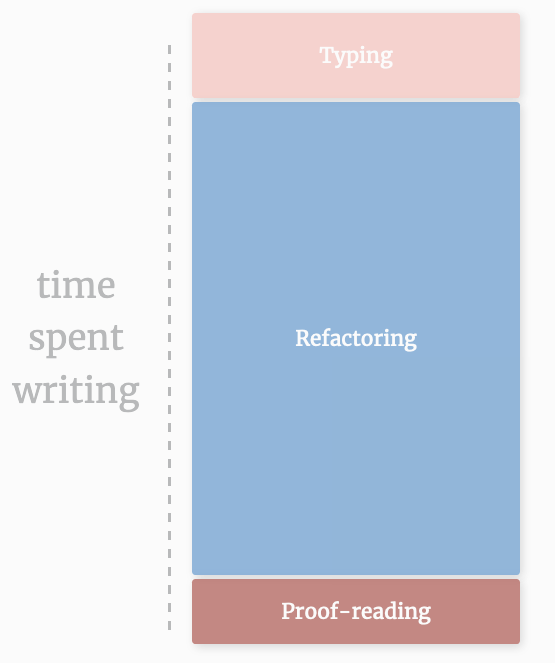 Typing
time
spent
writing
Refactoring
Proof-reading